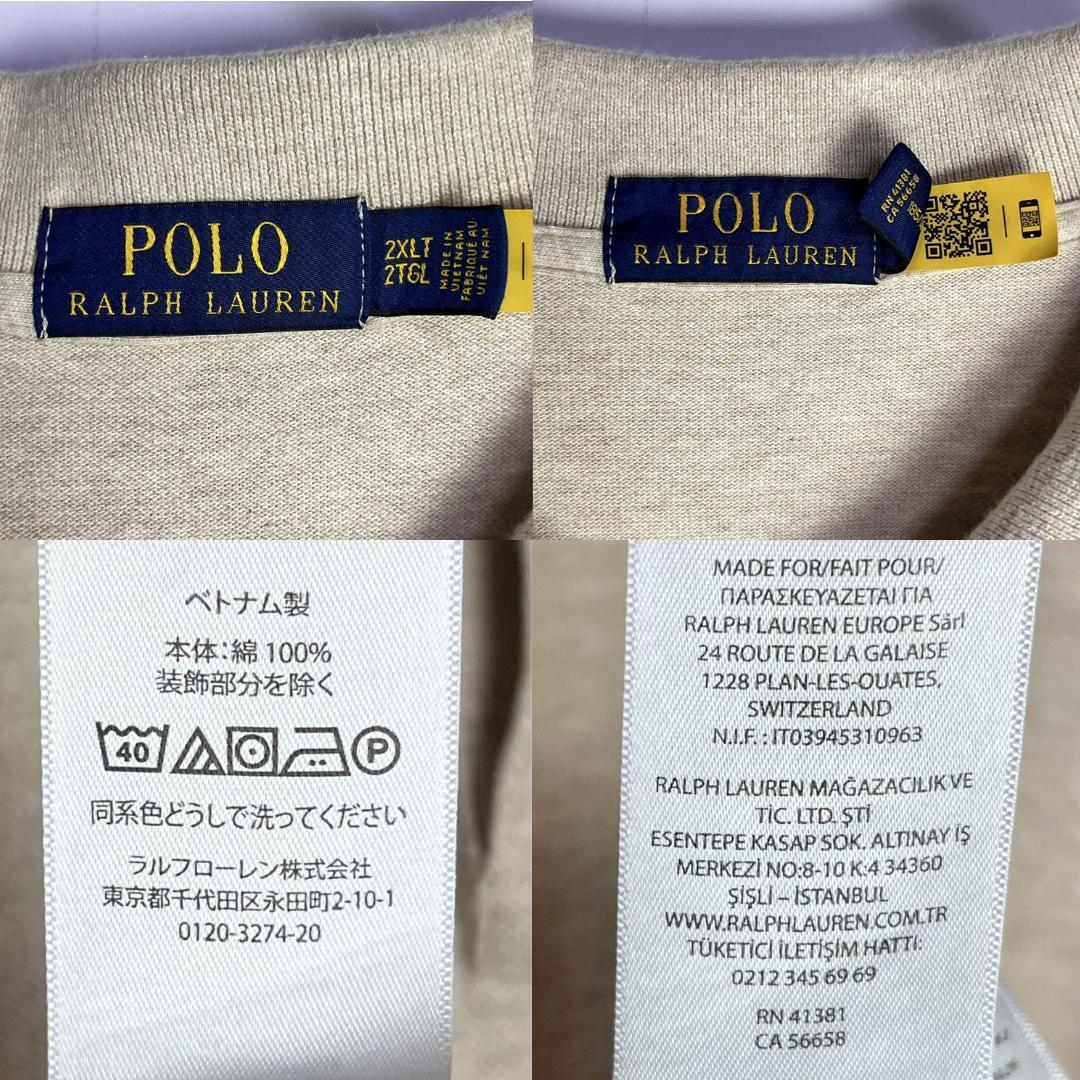 POLO
RALPH LAUREN
2XLT
2TGL
MADE IN
VIETNAM
FABRIQUÉ AU
VIÊT NAM
POLO
RALPH LAUREN
RN 41381
CA 56658
ベトナム製
本体：綿 100%
装飾部分を除く
40
P
同系色どうしで洗ってください
ラルフローレン株式会社
東京都千代田区永田町2-10-1
0120-3274-20
MADE FOR/FAIT POUR/
ΠΑΡΑΣΚΕΥΑΖΕΤΑΙ ΓΙΑ
RALPH LAUREN EUROPE Sàrl
24 ROUTE DE LA GALAISE
1228 PLAN-LES-OUATES,
SWITZERLAND
N.I.F. : IT03945310963
RALPH LAUREN MAĞAZACILIK VE
TİC. LTD. ŞTİ
ESENTEPE KASAP SOK. ALTINAY İŞ
MERKEZİ NO:8-10 K:4 34360
ŞİŞLİ – İSTANBUL
WWW.RALPHLAUREN.COM.TR
TÜKETİCİ İLETİŞİM HATTI:
0212 345 69 69
RN 41381
CA 56658